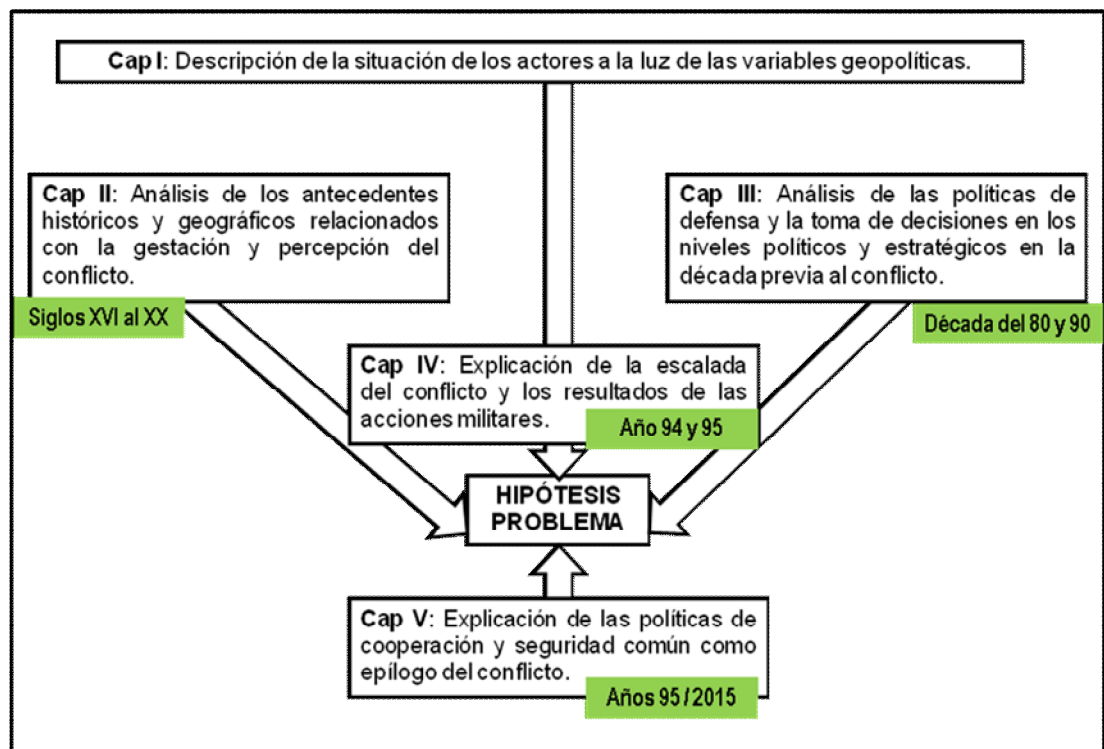 Cap I: Descripción de la situación de los actores a la luz de las variables geopolíticas.
Cap II: Análisis de los antecedentes
históricos y geográficos relacionados
con la gestación y percepción del
conflicto.
Siglos XVI al XX
Cap III: Análisis de las políticas de
defensa y la toma de decisiones en los
niveles políticos y estratégicos en la
década previa al conflicto.
Década del 80 y 90
Cap IV: Explicación de la escalada
del conflicto y los resultados de las
acciones militares.
Año 94 y 95
HIPÓTESIS
PROBLEMA
Cap V: Explicación de las políticas de
cooperación y seguridad común como
epílogo del conflicto.
Años 95 / 2015